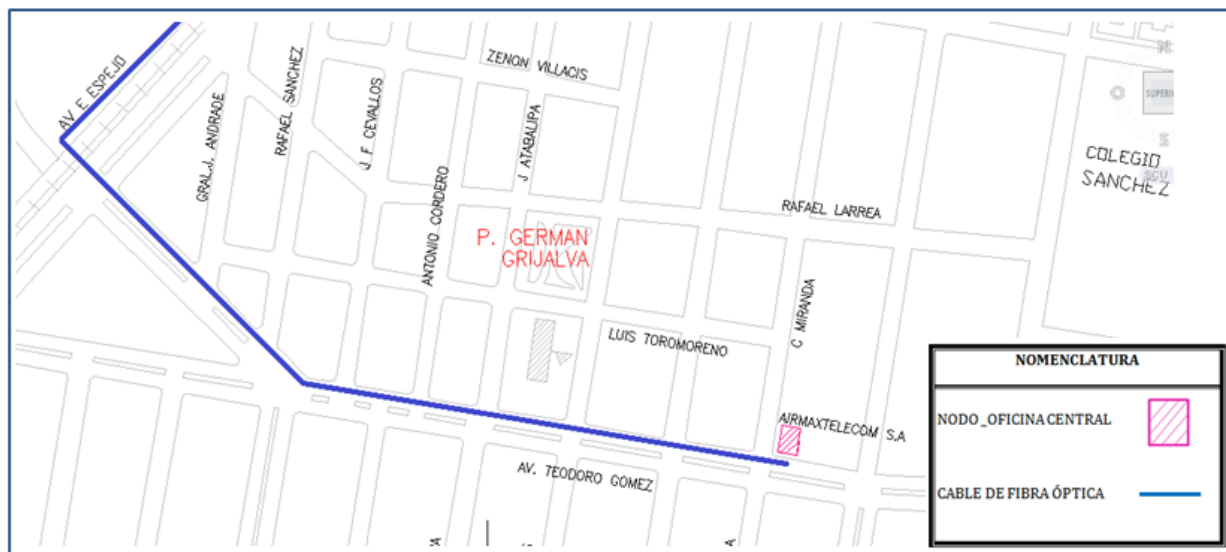 ZENON VILLACIS
AV E ESPEJO
GRAL.J. ANDRADE
RAFAEL SANCHEZ
J F CEVALLOS
J ATABALIPA
ANTONIO CORDERO
COLEGIO
SANCHEZ
SCU
RAFAEL LARREA
P. GERMAN
GRIJALVA
C MIRANDA
LUIS TOROMORENO
AIRMAXTELECOM S.A
AV. TEODORO GOMEZ
NOMENCLATURA
NODO_OFICINA CENTRAL
CABLE DE FIBRA ÓPTICA